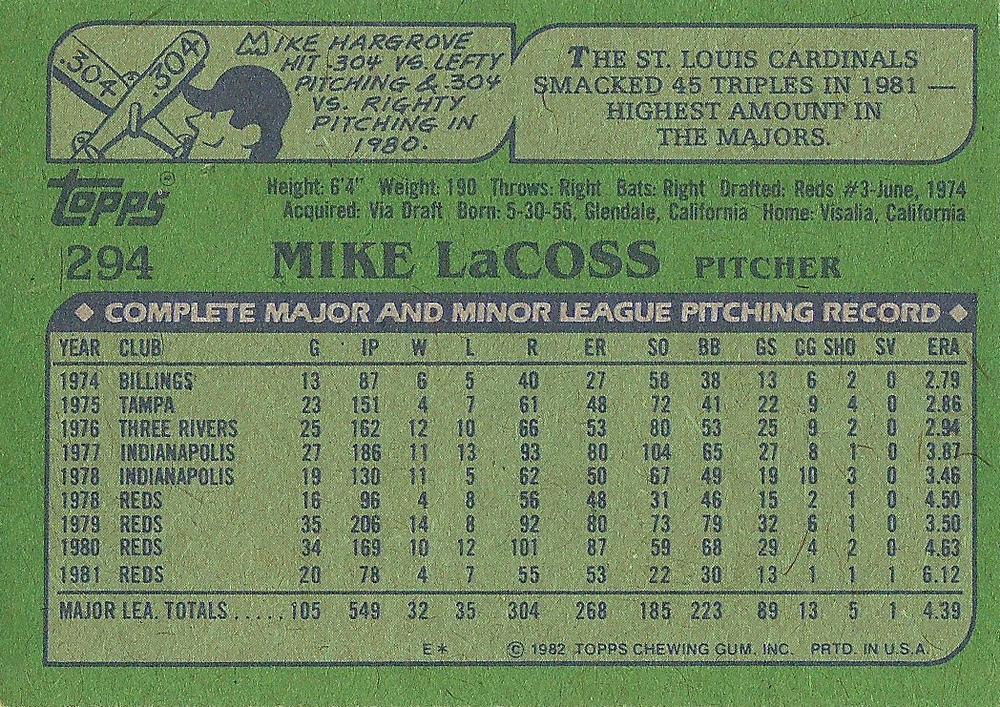 .304 304
MIKE HARGROVE
HIT .304 VS. LEFTY
PITCHING & .304
VS. RIGHTY
PITCHING IN
1980.
THE ST. LOUIS CARDINALS
SMACKED 45 TRIPLES IN 1981 —
HIGHEST AMOUNT IN
THE MAJORS.
topps®
Height: 6'4" Weight: 190 Throws: Right Bats: Right Drafted: Reds #3-June, 1974
Acquired: Via Draft Born: 5-30-56, Glendale, California Home: Visalia, California
294 MIKE LaCOSS PITCHER
◆ COMPLETE MAJOR AND MINOR LEAGUE PITCHING RECORD ◆
YEAR CLUB G IP W L R ER SO BB GS CG SHO SV ERA
1974 BILLINGS 13 87 6 5 40 27 58 38 13 6 2 0 2.79
1975 TAMPA 23 151 4 7 61 48 72 41 22 9 4 0 2.86
1976 THREE RIVERS 25 162 12 10 66 53 80 53 25 9 2 0 2.94
1977 INDIANAPOLIS 27 186 11 13 93 80 104 65 27 8 1 0 3.87
1978 INDIANAPOLIS 19 130 11 5 62 50 67 49 19 10 3 0 3.46
1978 REDS 16 96 4 8 56 48 31 46 15 2 1 0 4.50
1979 REDS 35 206 14 8 92 80 73 79 32 6 1 0 3.50
1980 REDS 34 169 10 12 101 87 59 68 29 4 2 0 4.63
1981 REDS 20 78 4 7 55 53 22 30 13 1 1 1 6.12
MAJOR LEA. TOTALS ..... 105 549 32 35 304 268 185 223 89 13 5 1 4.39
E* © 1982 TOPPS CHEWING GUM, INC. PRTD. IN U.S.A.